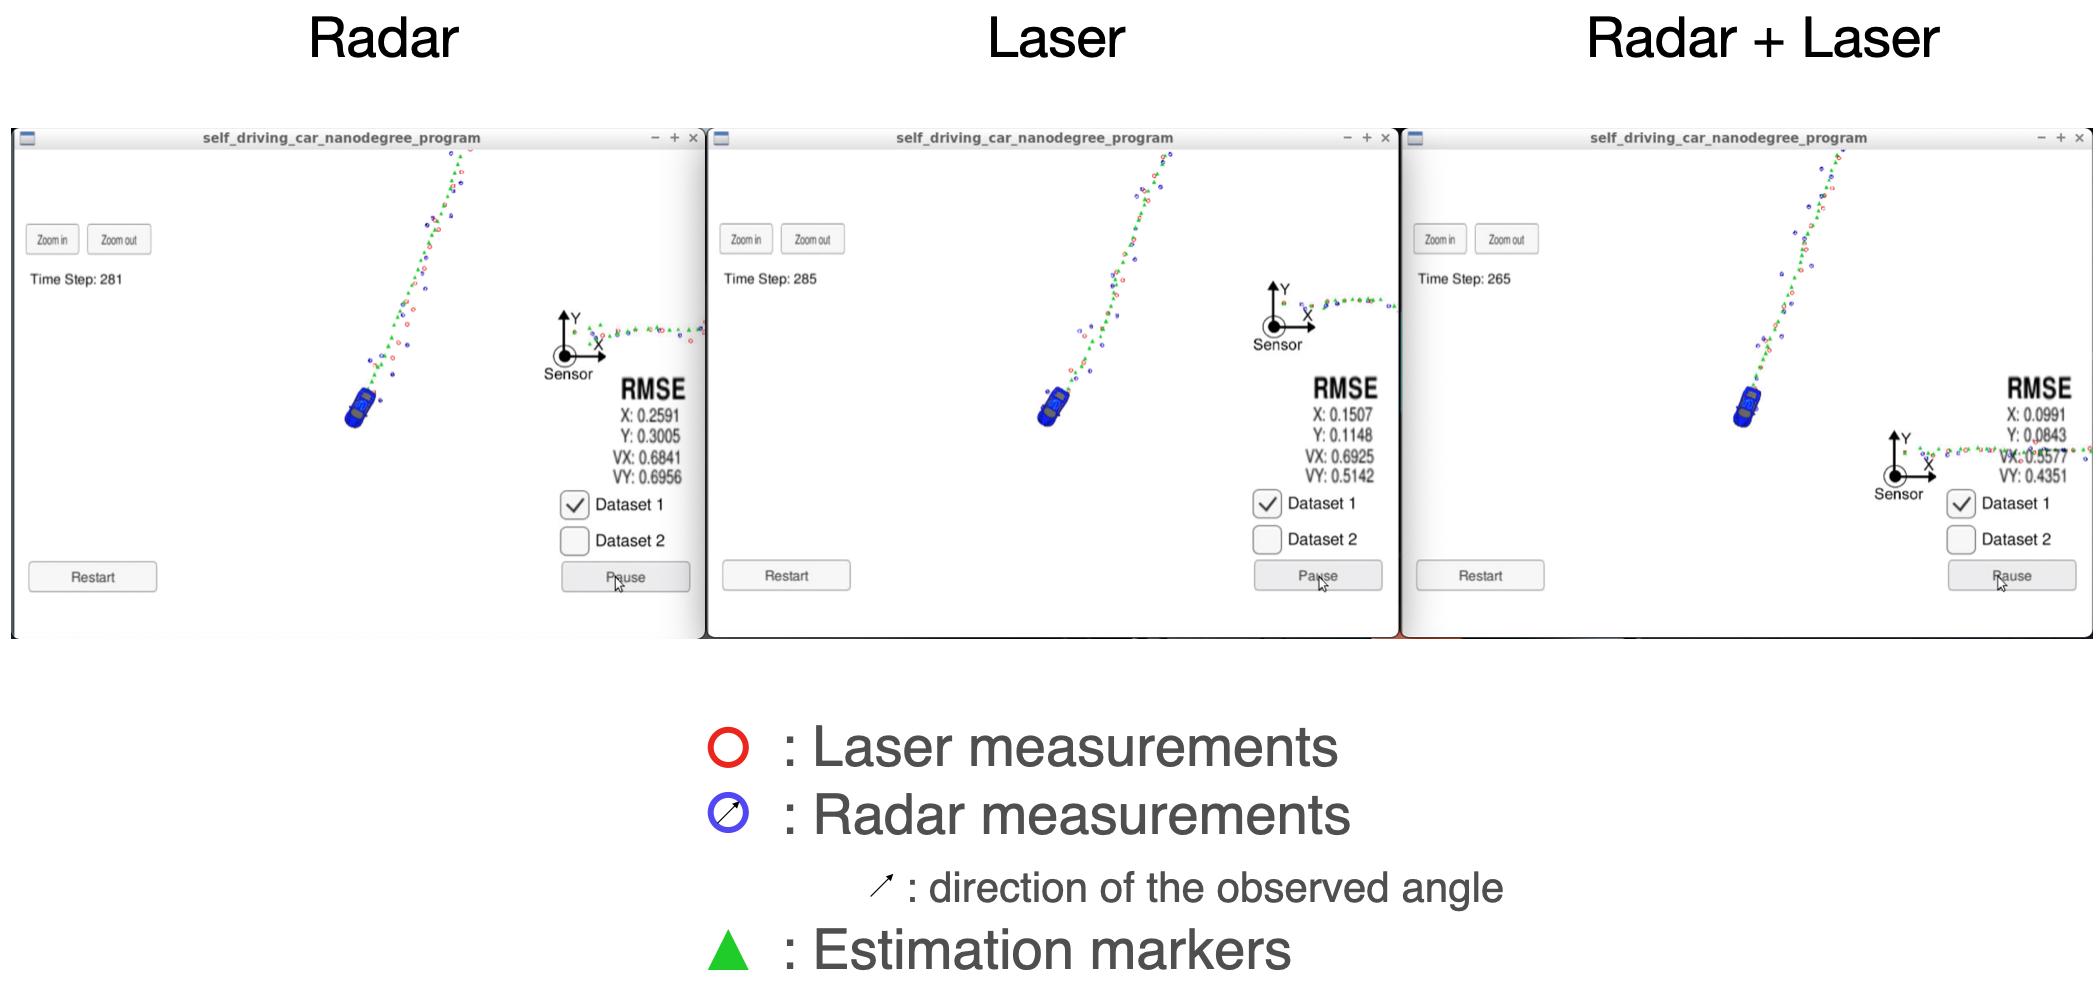 Radar
Laser
Radar + Laser
self_driving_car_nanodegree_program
Zoom in
Zoom out
Time Step: 281
Y
X
Sensor
RMSE
X: 0.2591
Y: 0.3005
VX: 0.6841
VY: 0.6956
Dataset 1
Dataset 2
Restart
Pause
self_driving_car_nanodegree_program
Zoom in
Zoom out
Time Step: 285
Y
X
Sensor
RMSE
X: 0.1507
Y: 0.1148
VX: 0.6925
VY: 0.5142
Dataset 1
Dataset 2
Restart
Pause
self_driving_car_nanodegree_program
Zoom in
Zoom out
Time Step: 265
Y
X
Sensor
RMSE
X: 0.0991
Y: 0.0843
VX: 0.5577
VY: 0.4351
Dataset 1
Dataset 2
Restart
Pause
: Laser measurements
: Radar measurements
: direction of the observed angle
: Estimation markers